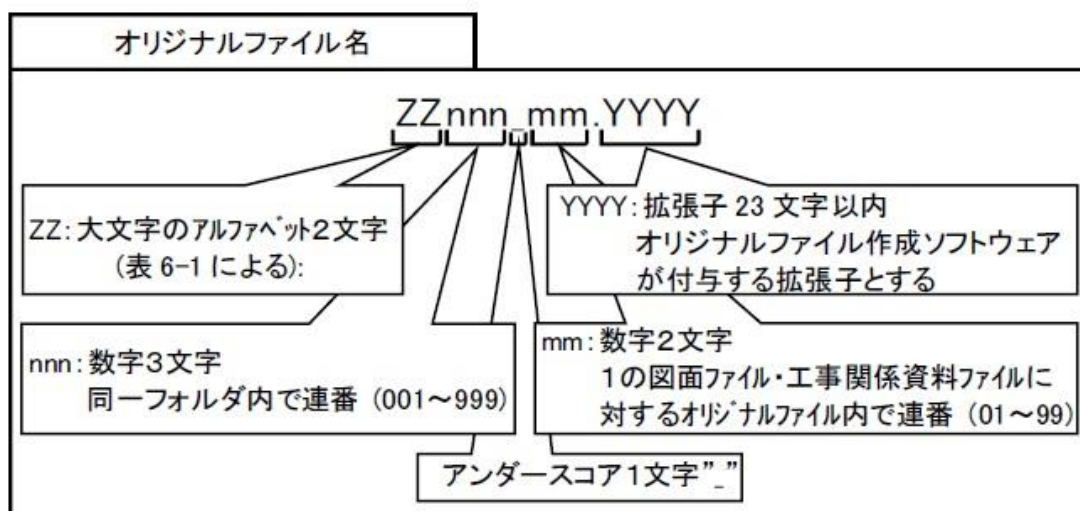 オリジナルファイル名
ZZnnn_mm.YYYY
ZZ:大文字のアルファベット2文字
(表 6-1 による):
YYYY:拡張子 23 文字以内
オリジナルファイル作成ソフトウェア
が付与する拡張子とする
nnn:数字3文字
同一フォルダ内で連番 (001~999)
mm:数字2文字
1の図面ファイル・工事関係資料ファイルに
対するオリジナルファイル内で連番 (01~99)
アンダースコア1文字"_"